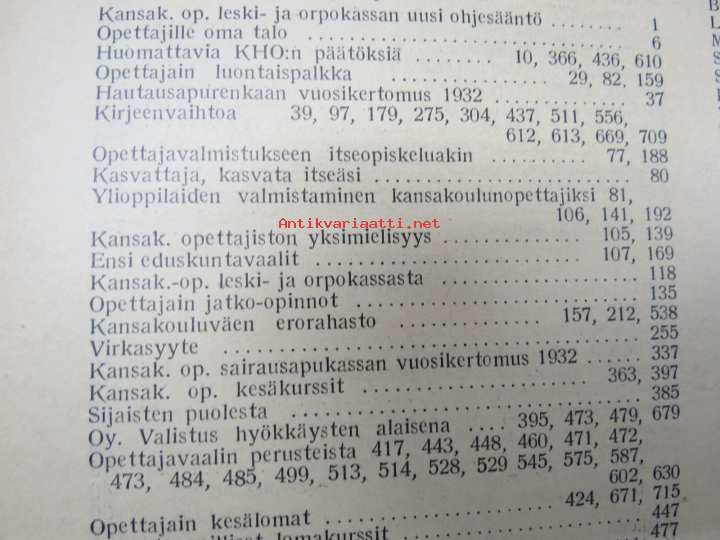 Kansak. op. leski- ja orpokassan uusi ohjesääntö ........ 1
Opettajille oma talo .......................... 6
Huomattavia KHO:n päätöksiä ........ 10, 366, 436, 610
Opettajain luontaispalkka ............ 29, 82, 159
Hautausapurenkaan vuosikertomus 1932 ............. 37
Kirjeenvaihtoa 39, 97, 179, 275, 304, 437, 511, 556,
612, 613, 669, 709
Opettajavalmistukseen itseopiskeluakin .......... 77, 188
Kasvattaja, kasvata itseäsi ......................... 80
Ylioppilaiden valmistaminen kansakoulunopettajiksi 81,
106, 141, 192
Antikvariaatti.net
Kansak. opettajiston yksimielisyys .............. 105, 139
Ensi eduskuntavaalit ...................... 107, 169
Kansak.-op. leski- ja orpokassasta ................ 118
Opettajain jatko-opinnot ......................... 135
Kansakouluväen erorahasto ............ 157, 212, 538
Virkasyyte ................................. 255
Kansak. op. sairausapukassan vuosikertomus 1932 ...... 337
Kansak. op. kesäkurssit ................... 363, 397
Sijaisten puolesta ............................. 385
Oy. Valistus hyökkäysten alaisena .... 395, 473, 479, 679
Opettajavaalin perusteista 417, 443, 448, 460, 471, 472,
473, 484, 485, 499, 513, 514, 528, 529 545, 575, 587,
602, 630
Opettajain kesälomat .................. 424, 671, 715
447
lomakurssit .................... 477